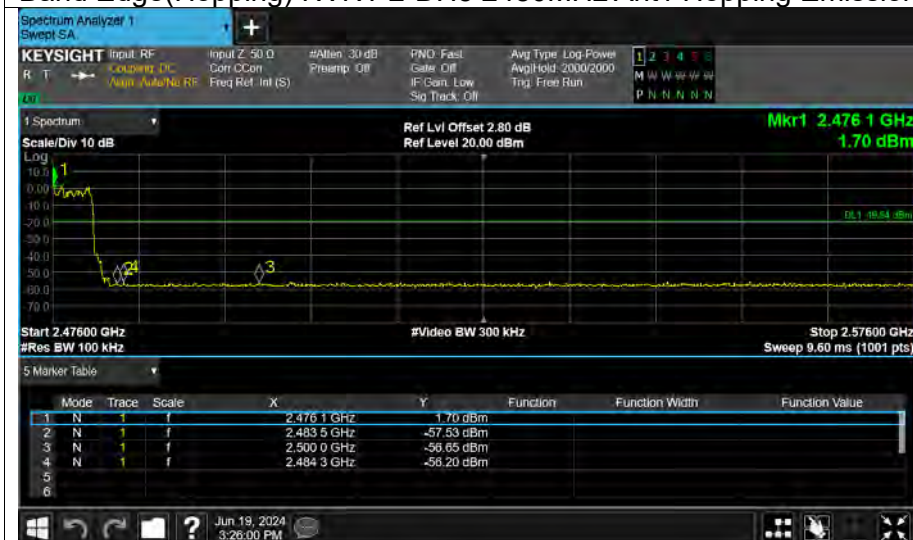 Spectrum Analyzer 1
Swept SA
+
KEYSIGHT Input: RF Input Z: 50 Ω #Atten: 30 dB PNO: Fast Avg Type: Log-Power 1 2 3 4 5 6
R T Coupling: DC Corr CCorr Preamp: Off Gate: Off Avg|Hold: 2000/2000 M W W W W W
Align: Auto/No RF Freq Ref: Int (S) IF Gain: Low Trig: Free Run
Sig Track: Off P N N N N N
1 Spectrum
Ref Lvl Offset 2.80 dB Mkr1 2.476 1 GHz
Scale/Div 10 dB Ref Level 20.00 dBm 1.70 dBm
Log
10.0
0.00
-10.0
-20.0
-30.0
-40.0
-50.0
-60.0
-70.0
1
2
4
3
Start 2.47600 GHz #Video BW 300 kHz Stop 2.57600 GHz
#Res BW 100 kHz Sweep 9.60 ms (1001 pts)
5 Marker Table
Mode Trace Scale X Y Function Function Width Function Value
1 N 1 f 2.476 1 GHz 1.70 dBm
2 N 1 f 2.483 5 GHz -57.53 dBm
3 N 1 f 2.500 0 GHz -56.65 dBm
4 N 1 f 2.484 3 GHz -56.20 dBm
5
6
?
Jun 19, 2024
3:26:00 PM